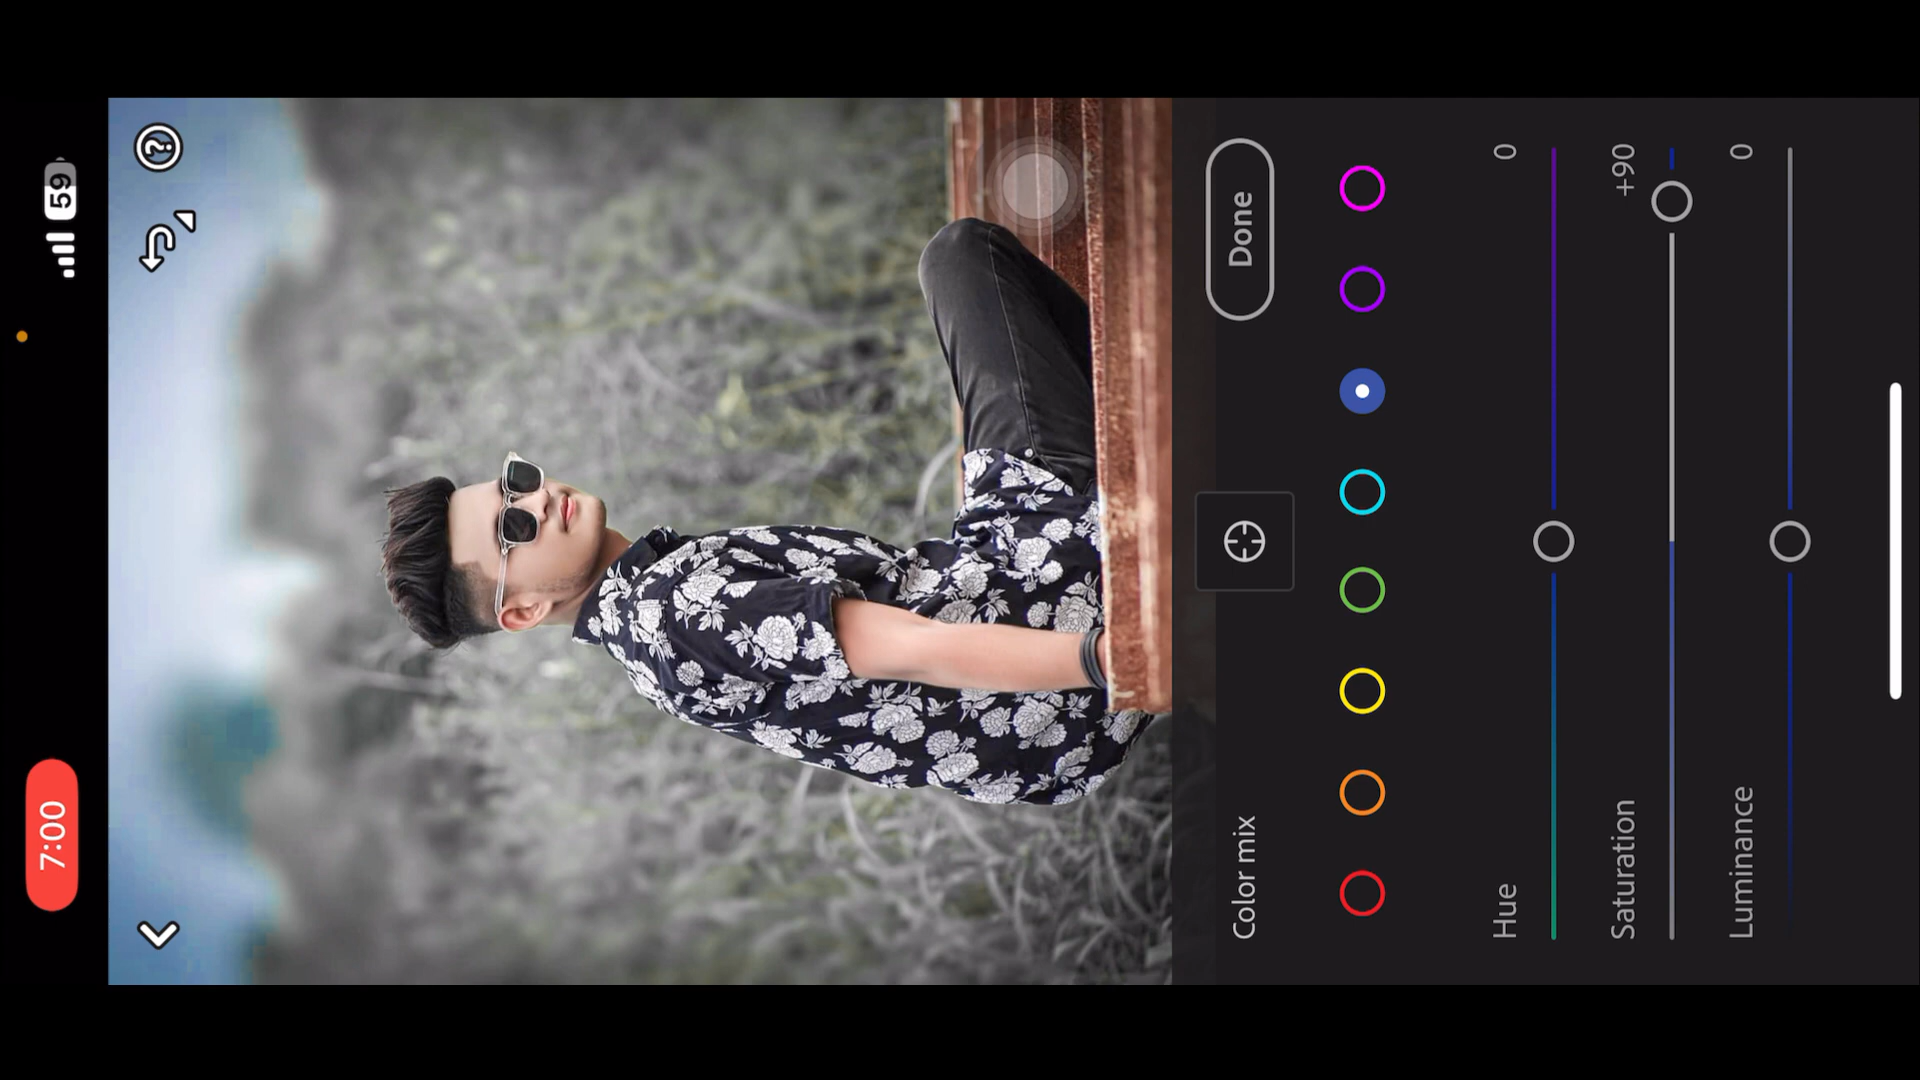 7:00
59
Color mix
Done
Hue
0
Saturation
+90
Luminance
0